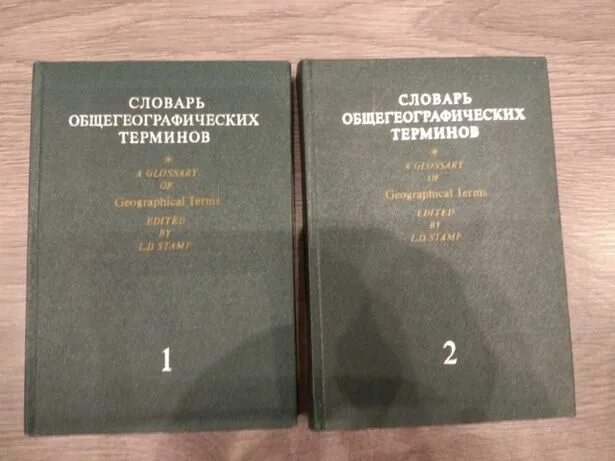 СЛОВАРЬ
ОБЩЕГЕОГРАФИЧЕСКИХ
ТЕРМИНОВ
A GLOSSARY
OF
Geographical Terms
EDITED
BY
L.D. STAMP
1
СЛОВАРЬ
ОБЩЕГЕОГРАФИЧЕСКИХ
ТЕРМИНОВ
A GLOSSARY
OF
Geographical Terms
EDITED
BY
L.D. STAMP
2